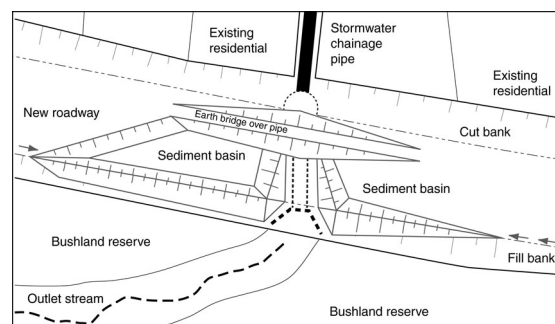 Existing
residential
Stormwater
chainage
pipe
Existing
residential
New roadway
Earth bridge over pipe
Cut bank
Sediment basin
Sediment basin
Bushland reserve
Fill bank
Outlet stream
Bushland reserve